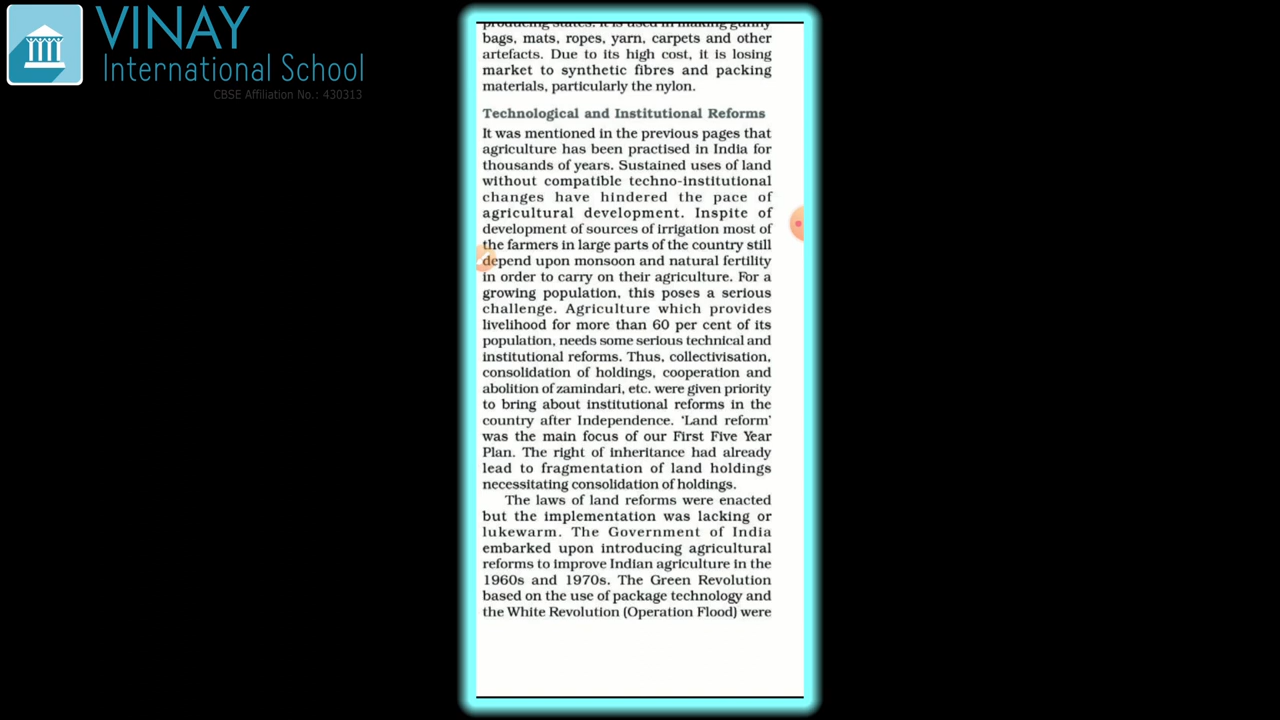 VINAY
International School
CBSE Affiliation No.: 430313
producing states. It is used in making gunny
bags, mats, ropes, yarn, carpets and other
artefacts. Due to its high cost, it is losing
market to synthetic fibres and packing
materials, particularly the nylon.
Technological and Institutional Reforms
It was mentioned in the previous pages that
agriculture has been practised in India for
thousands of years. Sustained uses of land
without compatible techno-institutional
changes have hindered the pace of
agricultural development. Inspite of
development of sources of irrigation most of
the farmers in large parts of the country still
depend upon monsoon and natural fertility
in order to carry on their agriculture. For a
growing population, this poses a serious
challenge. Agriculture which provides
livelihood for more than 60 per cent of its
population, needs some serious technical and
institutional reforms. Thus, collectivisation,
consolidation of holdings, cooperation and
abolition of zamindari, etc. were given priority
to bring about institutional reforms in the
country after Independence. ‘Land reform’
was the main focus of our First Five Year
Plan. The right of inheritance had already
lead to fragmentation of land holdings
necessitating consolidation of holdings.
The laws of land reforms were enacted
but the implementation was lacking or
lukewarm. The Government of India
embarked upon introducing agricultural
reforms to improve Indian agriculture in the
1960s and 1970s. The Green Revolution
based on the use of package technology and
the White Revolution (Operation Flood) were